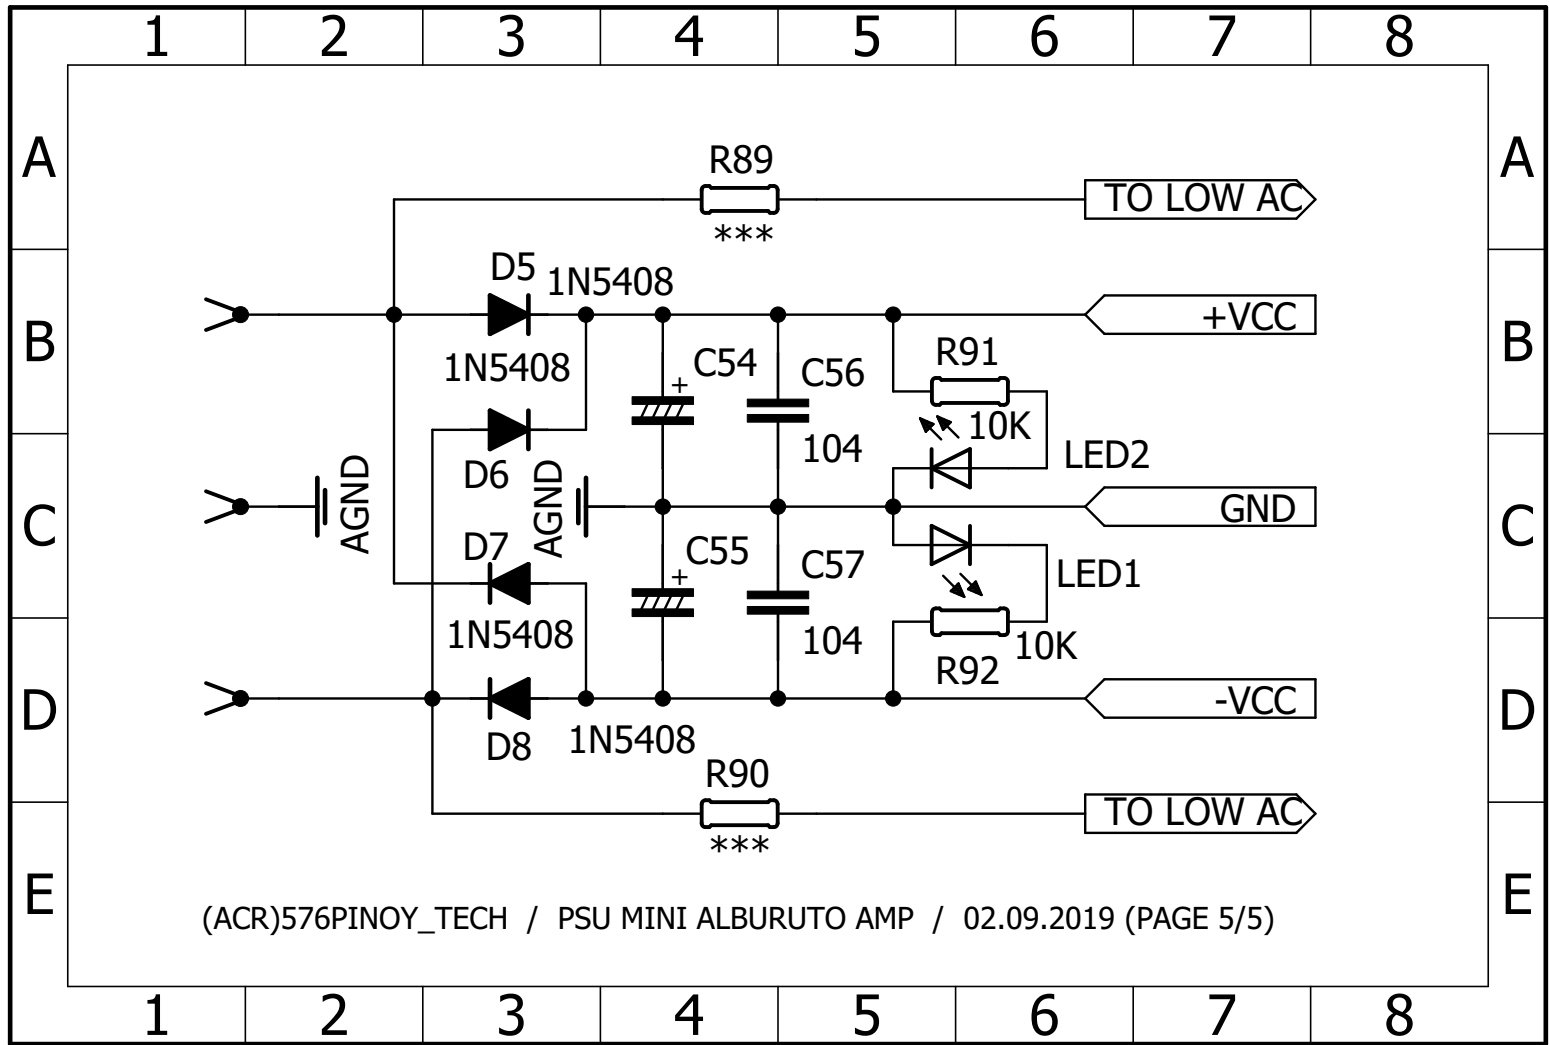 1 2 3 4 5 6 7 8
A A
R89
TO LOW AC
***
D5
1N5408
B B
+VCC
1N5408
C54
+
C56
R91
10K
104
D6
AGND
AGND
LED2
C C
GND
D7
C55
+
C57
LED1
1N5408
104
10K
R92
D D
-VCC
D8
1N5408
R90
TO LOW AC
***
E E
(ACR)576PINOY_TECH / PSU MINI ALBURUTO AMP / 02.09.2019 (PAGE 5/5)
1 2 3 4 5 6 7 8